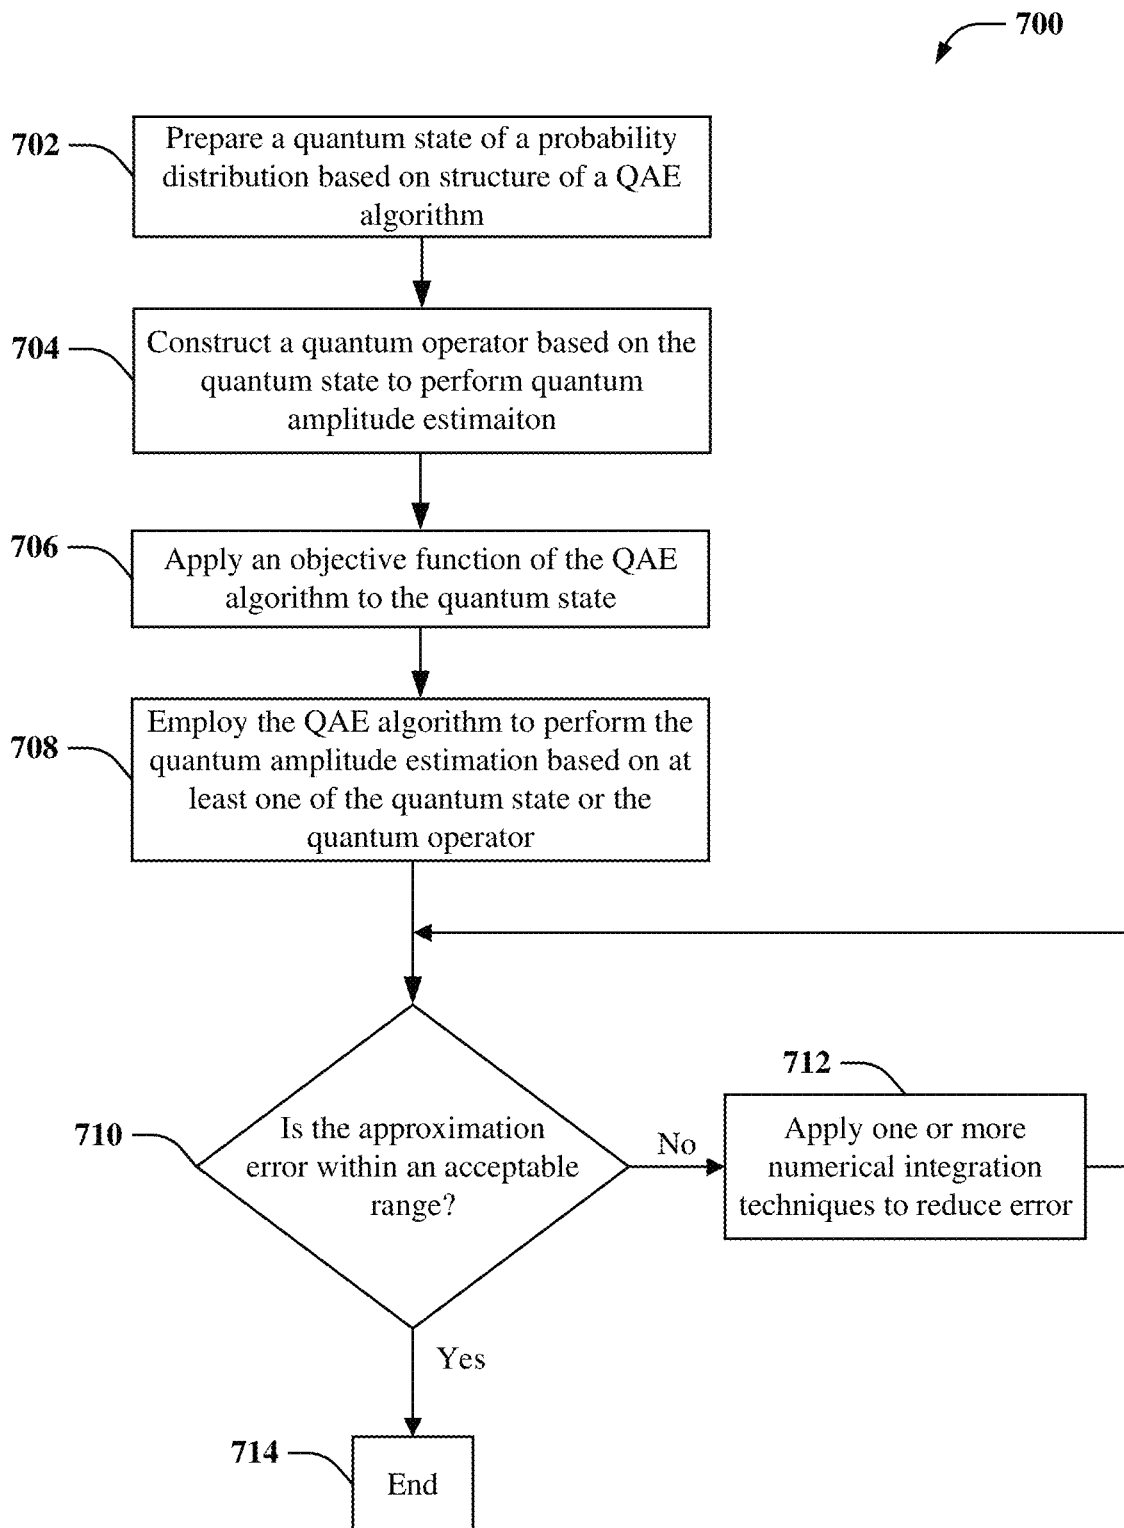 700
702
Prepare a quantum state of a probability
distribution based on structure of a QAE
algorithm
704
Construct a quantum operator based on the
quantum state to perform quantum
amplitude estimaiton
706
Apply an objective function of the QAE
algorithm to the quantum state
708
Employ the QAE algorithm to perform the
quantum amplitude estimation based on at
least one of the quantum state or the
quantum operator
710
Is the approximation
error within an acceptable
range?
No
712
Apply one or more
numerical integration
techniques to reduce error
Yes
714
End